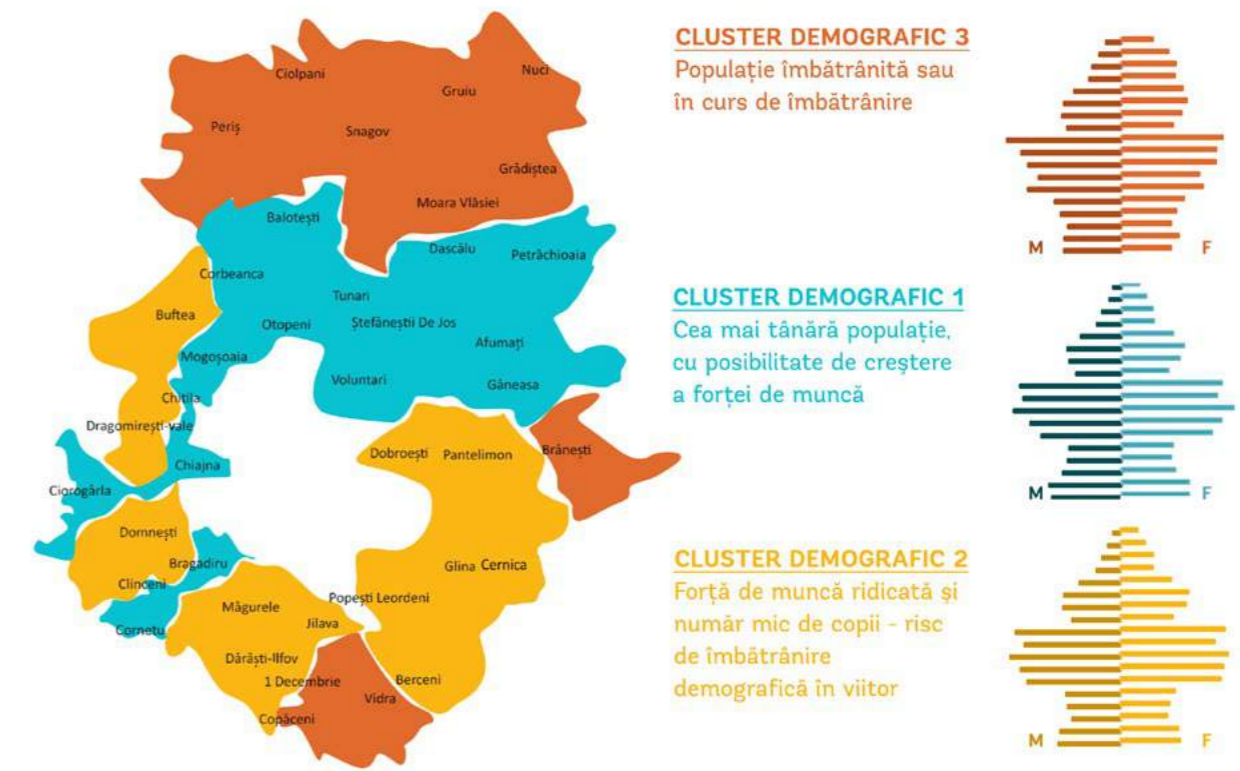 Ciolpani
Nuci
Gruiu
Periș
Snagov
Grădiștea
Moara Vlăsiei
Balotești
Dascălu
Petrăchioaia
Corbeanca
Tunari
Buftea
Otopeni
Ștefăneștii De Jos
Afumați
Mogoșoaia
Voluntari
Găneasa
Chitila
Dragomirești-vale
Dobroești
Pantelimon
Brănești
Chiajna
Ciorogârla
Domnești
Bragadiru
Clinceni
Glina
Cernica
Măgurele
Popești Leordeni
Jilava
Cornetu
Dărăști-Ilfov
1 Decembrie
Berceni
Vidra
Copăceni
CLUSTER DEMOGRAFIC 3
Populație îmbătrânită sau
în curs de îmbătrânire
M
F
CLUSTER DEMOGRAFIC 1
Cea mai tânără populație,
cu posibilitate de creștere
a forței de muncă
M
F
CLUSTER DEMOGRAFIC 2
Forță de muncă ridicată și
număr mic de copii - risc
de îmbătrânire
demografică în viitor
M
F